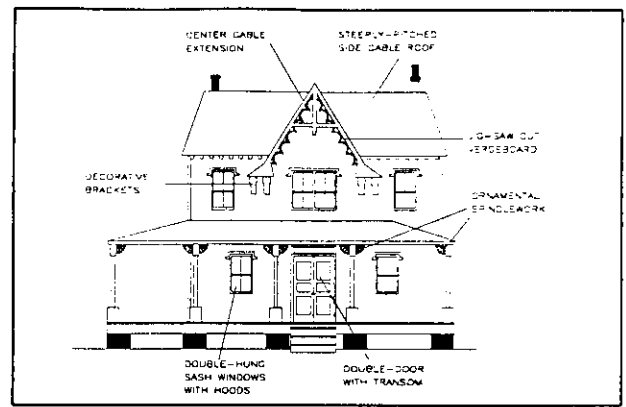 CENTER GABLE
EXTENSION
STEEPLY-PITCHED
SIDE GABLE ROOF
JIGHSAW CUT
VERGEBOARD
DECORATIVE
BRACKETS
ORNAMENTAL
SPINDLEWORK
DOUBLE-HUNG
SASH WINDOWS
WITH HOODS
DOUBLE-DOOR
WITH TRANSOM